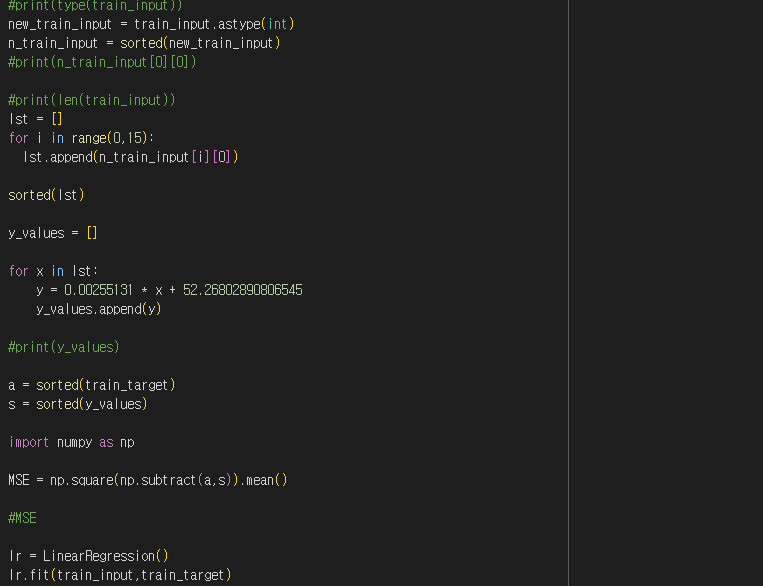 #print(type(train_input))
new_train_input = train_input.astype(int)
n_train_input = sorted(new_train_input)
#print(n_train_input[0][0])
#print(len(train_input))
lst = []
for i in range(0,15):
  lst.append(n_train_input[i][0])
sorted(lst)
y_values = []
for x in lst:
    y = 0.00255131 * x + 52.26802890806545
    y_values.append(y)
#print(y_values)
a = sorted(train_target)
s = sorted(y_values)
import numpy as np
MSE = np.square(np.subtract(a,s)).mean()
#MSE
lr = LinearRegression()
lr.fit(train_input,train_target)